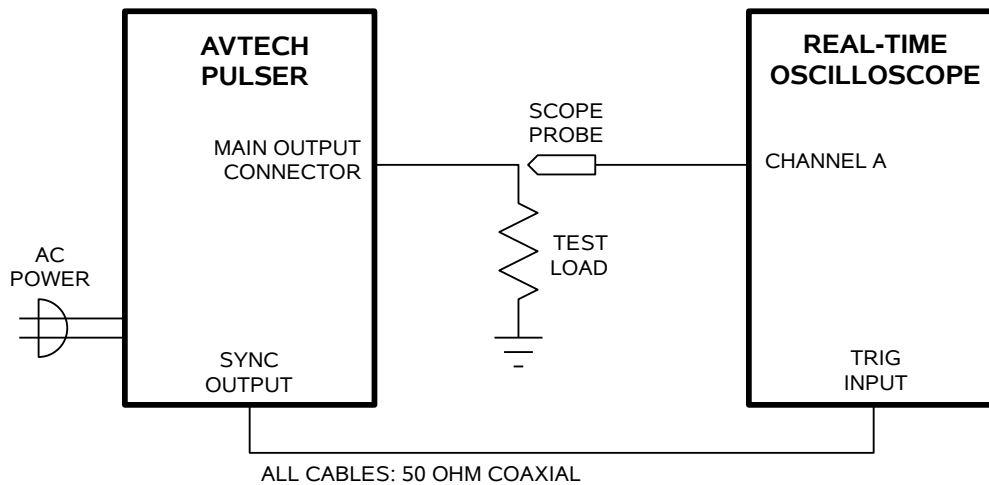 AVTECH
PULSER
REAL-TIME
OSCILLOSCOPE
SCOPE
PROBE
MAIN OUTPUT
CONNECTOR
CHANNEL A
TEST
LOAD
AC
POWER
SYNC
OUTPUT
TRIG
INPUT
ALL CABLES: 50 OHM COAXIAL